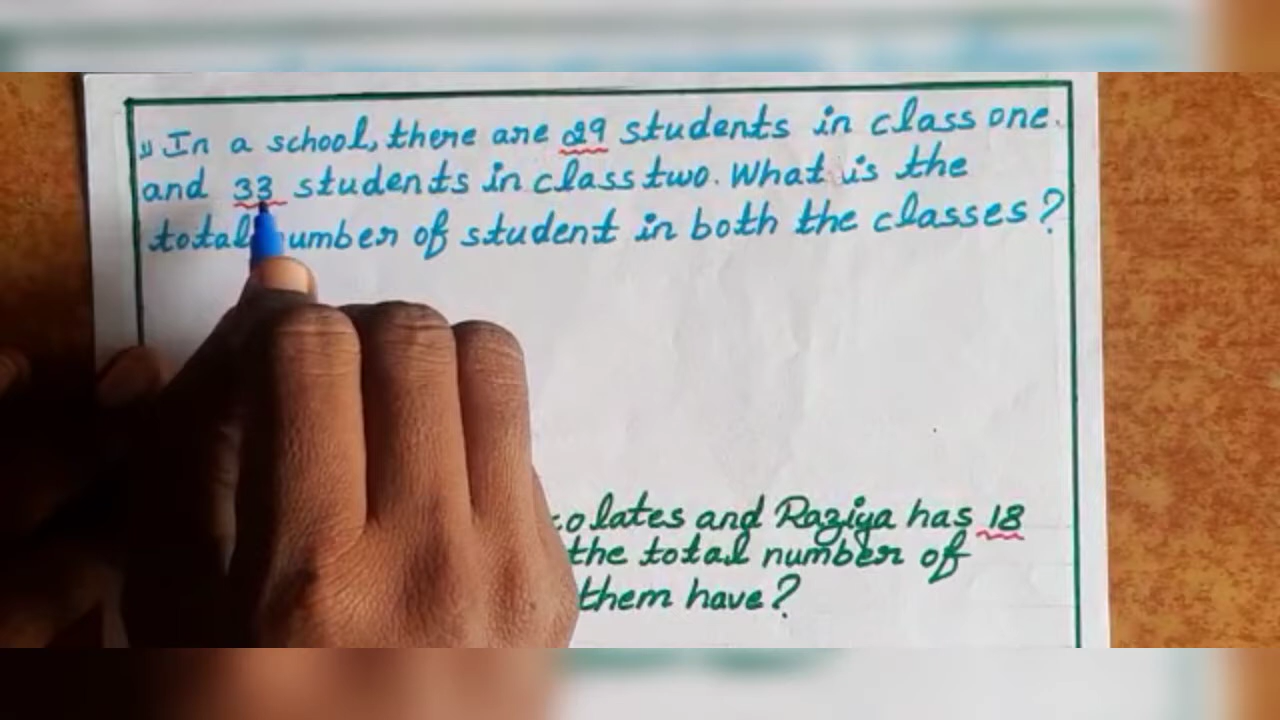 1) In a school, there are 29 students in class one.
and 33 students in class two. What is the
total number of student in both the classes?
and Raziya has 18
the total number of
them have?